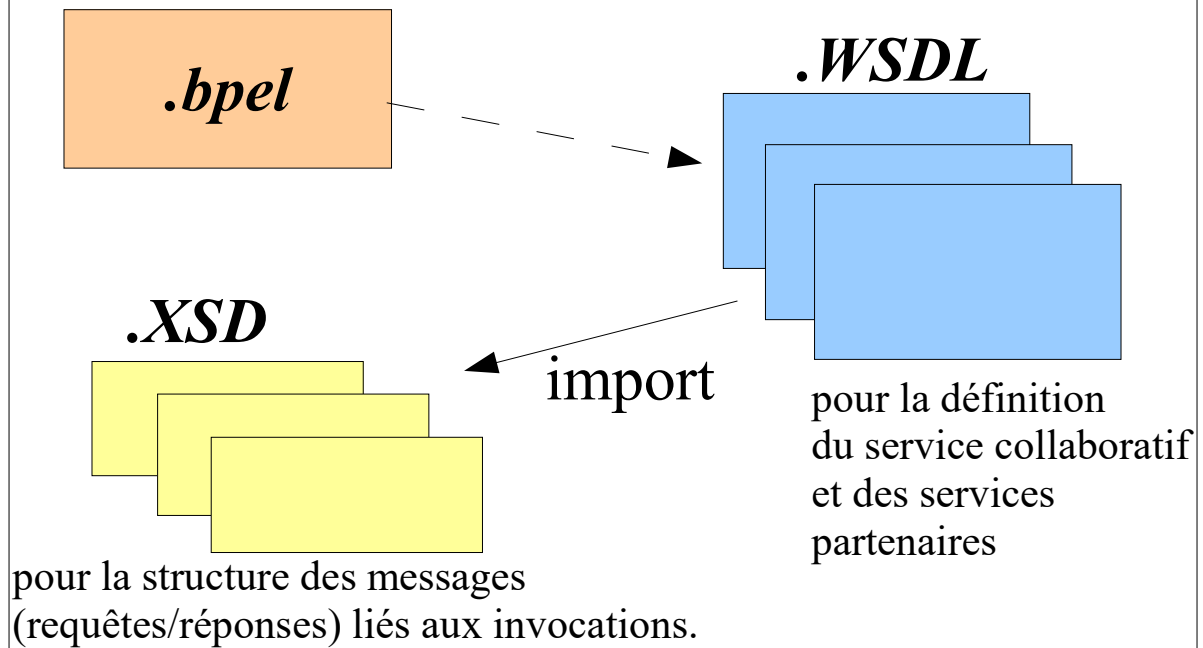 .bpel
.WSDL
.XSD
import
pour la définition
du service collaboratif
et des services
partenaires
pour la structure des messages
(requêtes/réponses) liés aux invocations.